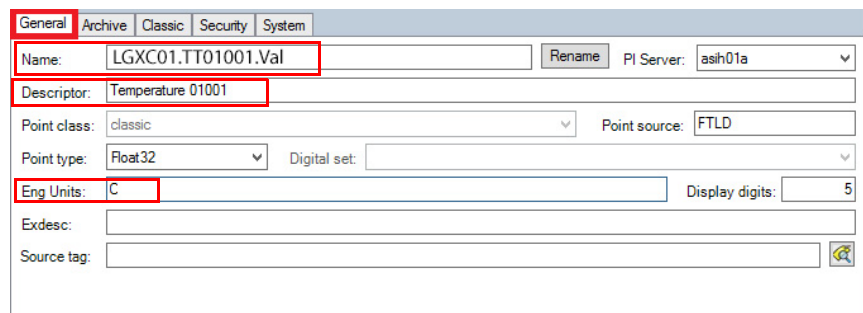 General Archive Classic Security System
Name: LGXC01.TT01001.Val Rename PI Server: asih01a
Descriptor: Temperature 01001
Point class: classic Point source: FTLD
Point type: Float32 Digital set:
Eng Units: C Display digits: 5
Exdesc:
Source tag: